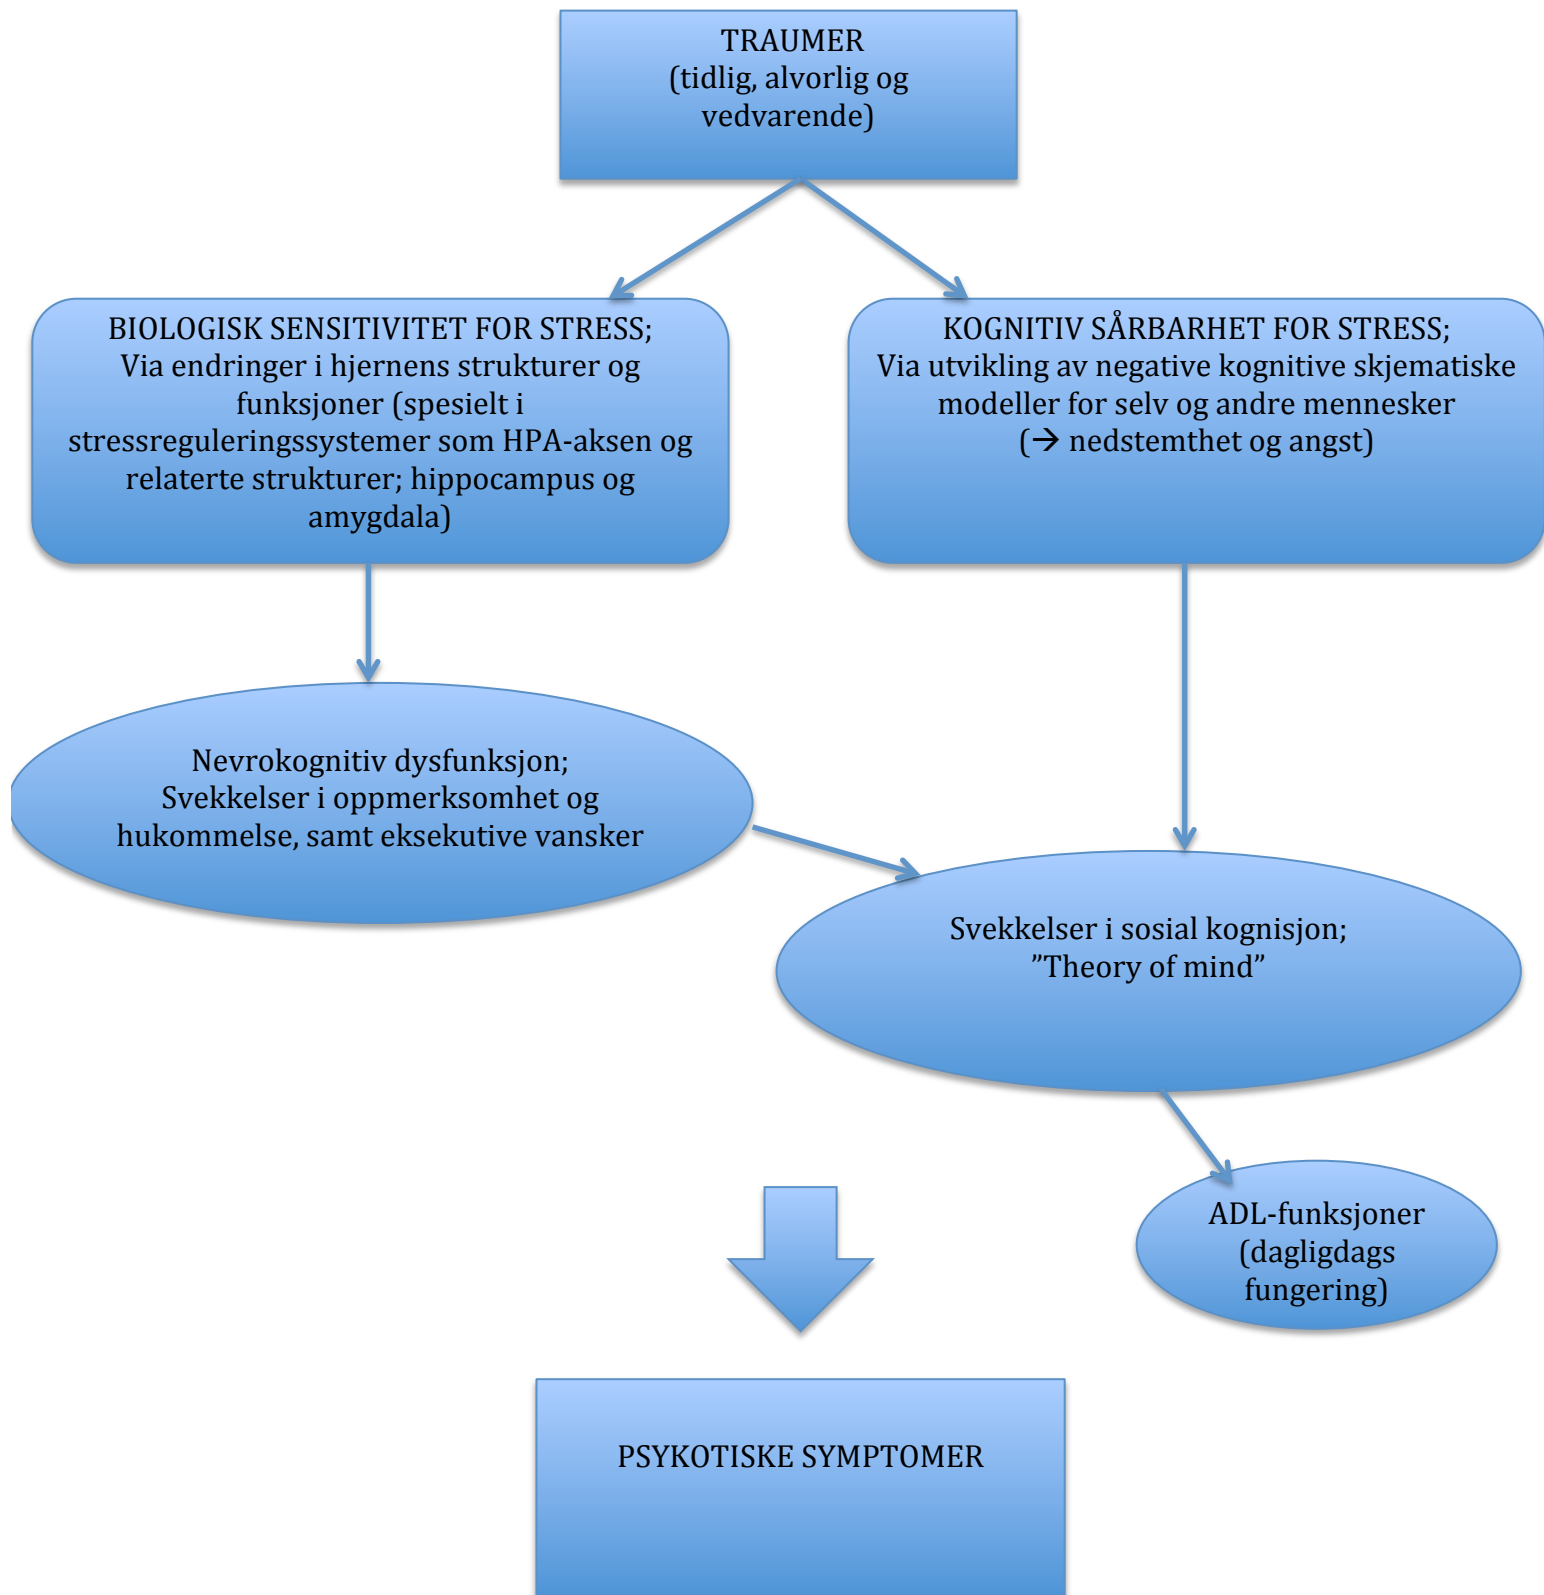 TRAUMER
(tidlig, alvorlig og
vedvarende)
BIOLOGISK SENSITIVITET FOR STRESS;
Via endringer i hjernens strukturer og
funksjoner (spesielt i
stressreguleringssystemer som HPA-aksen og
relaterte strukturer; hippocampus og
amygdala)
KOGNITIV SÅRBARHET FOR STRESS;
Via utvikling av negative kognitive skjematiske
modeller for selv og andre mennesker
(→ nedstemthet og angst)
Nevrokognitiv dysfunksjon;
Svekkelser i oppmerksomhet og
hukommelse, samt eksekutive vansker
Svekkelser i sosial kognisjon;
”Theory of mind”
ADL-funksjoner
(dagligdags
fungering)
PSYKOTISKE SYMPTOMER